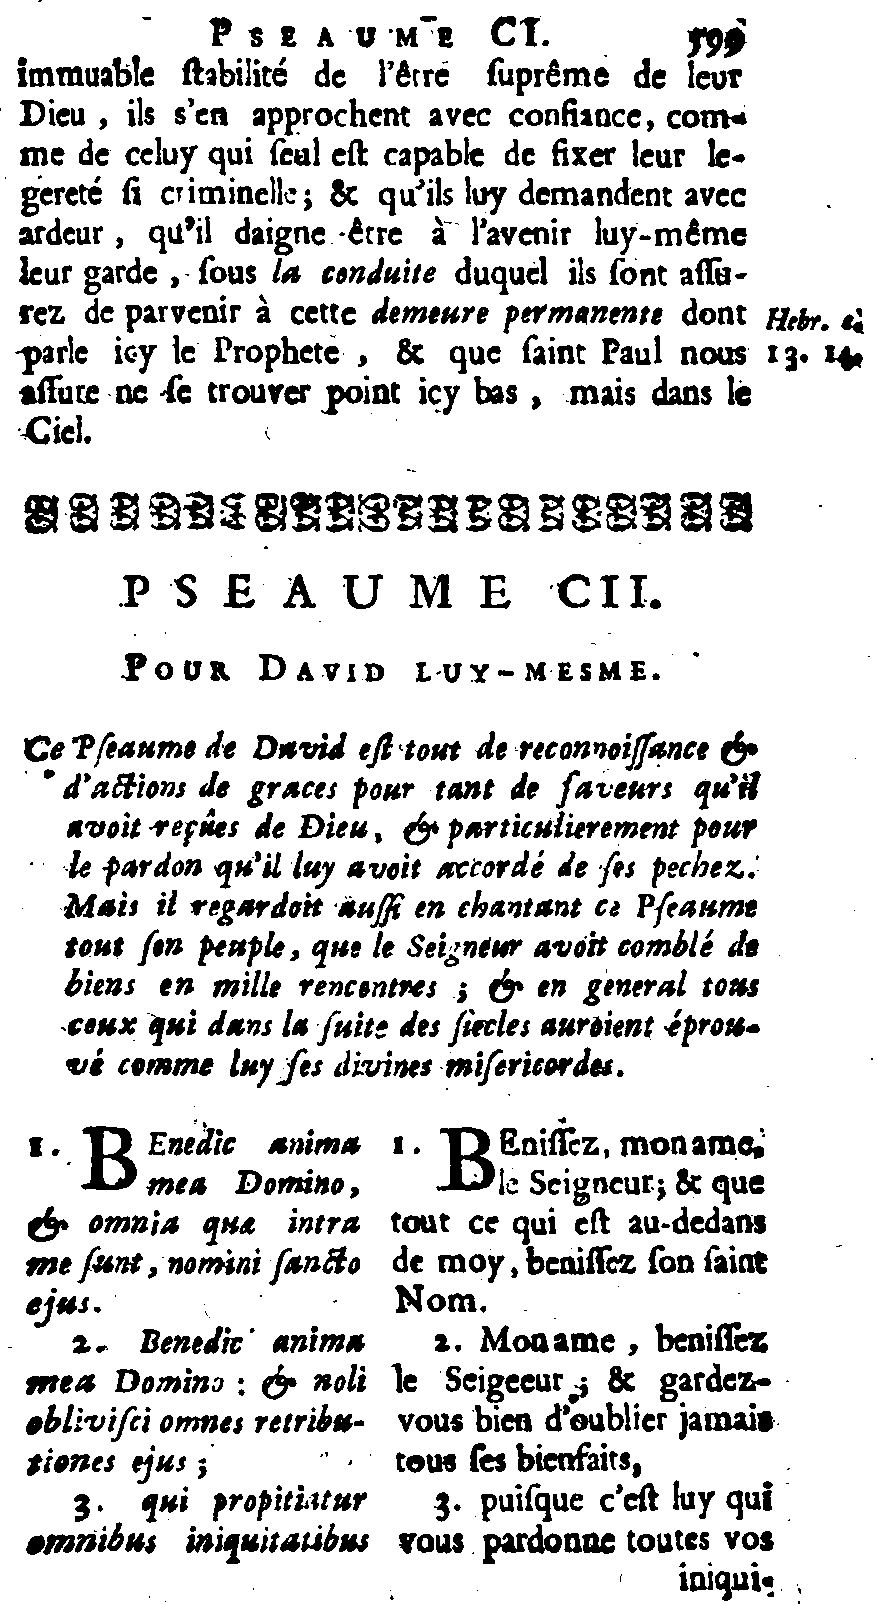 PSEAUME CI. 599
immuable ſtabilité de l'être ſuprême de leur
Dieu, ils s'en approchent avec confiance, com-
me de celuy qui ſeul eſt capable de fixer leur le-
gereté ſi criminelle; & qu'ils luy demandent avec
ardeur, qu'il daigne être à l'avenir luy-même
leur garde, ſous la conduite duquel ils ſont aſſu-
rez de parvenir à cette demeure permanente dont
parle icy le Prophete, & que ſaint Paul nous
aſſure ne ſe trouver point icy bas, mais dans le
Ciel.
Hebr. c.
13. 14.
PSEAUME CII.
POUR DAVID LUY-MESME.
Ce Pſeaume de David eſt tout de reconnoiſſance &
d'actions de graces pour tant de faveurs qu'il
avoit reçûes de Dieu, & particulierement pour
le pardon qu'il luy avoit accordé de ſes pechez.
Mais il regardoit auſſi en chantant ce Pſeaume
tout ſon peuple, que le Seigneur avoit comblé de
biens en mille rencontres; & en general tous
ceux qui dans la ſuite des ſiecles auroient éprou-
vé comme luy ſes divines miſericordes.
1. BEnedic anima
mea Domino,
& omnia quæ intra
me ſunt, nomini ſancto
ejus.
2. Benedic anima
mea Domino: & noli
obliviſci omnes retribu-
tiones ejus;
3. qui propitiatur
omnibus iniquitatibus
1. BEniſſez, mon ame,
le Seigneur; & que
tout ce qui eſt au-dedans
de moy, beniſſez ſon ſaint
Nom.
2. Mon ame, beniſſez
le Seigeeur; & gardez-
vous bien d'oublier jamais
tous ſes bienfaits,
3. puiſque c'eſt luy qui
vous pardonne toutes vos
iniqui-